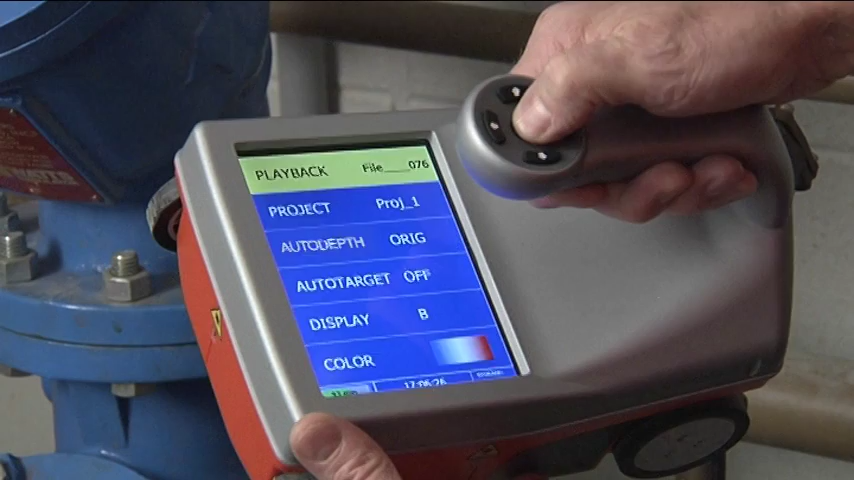 PLAYBACK File___076
PROJECT Proj_1
AUTODEPTH ORIG
AUTOTARGET OFF
DISPLAY B
COLOR
17:06:26